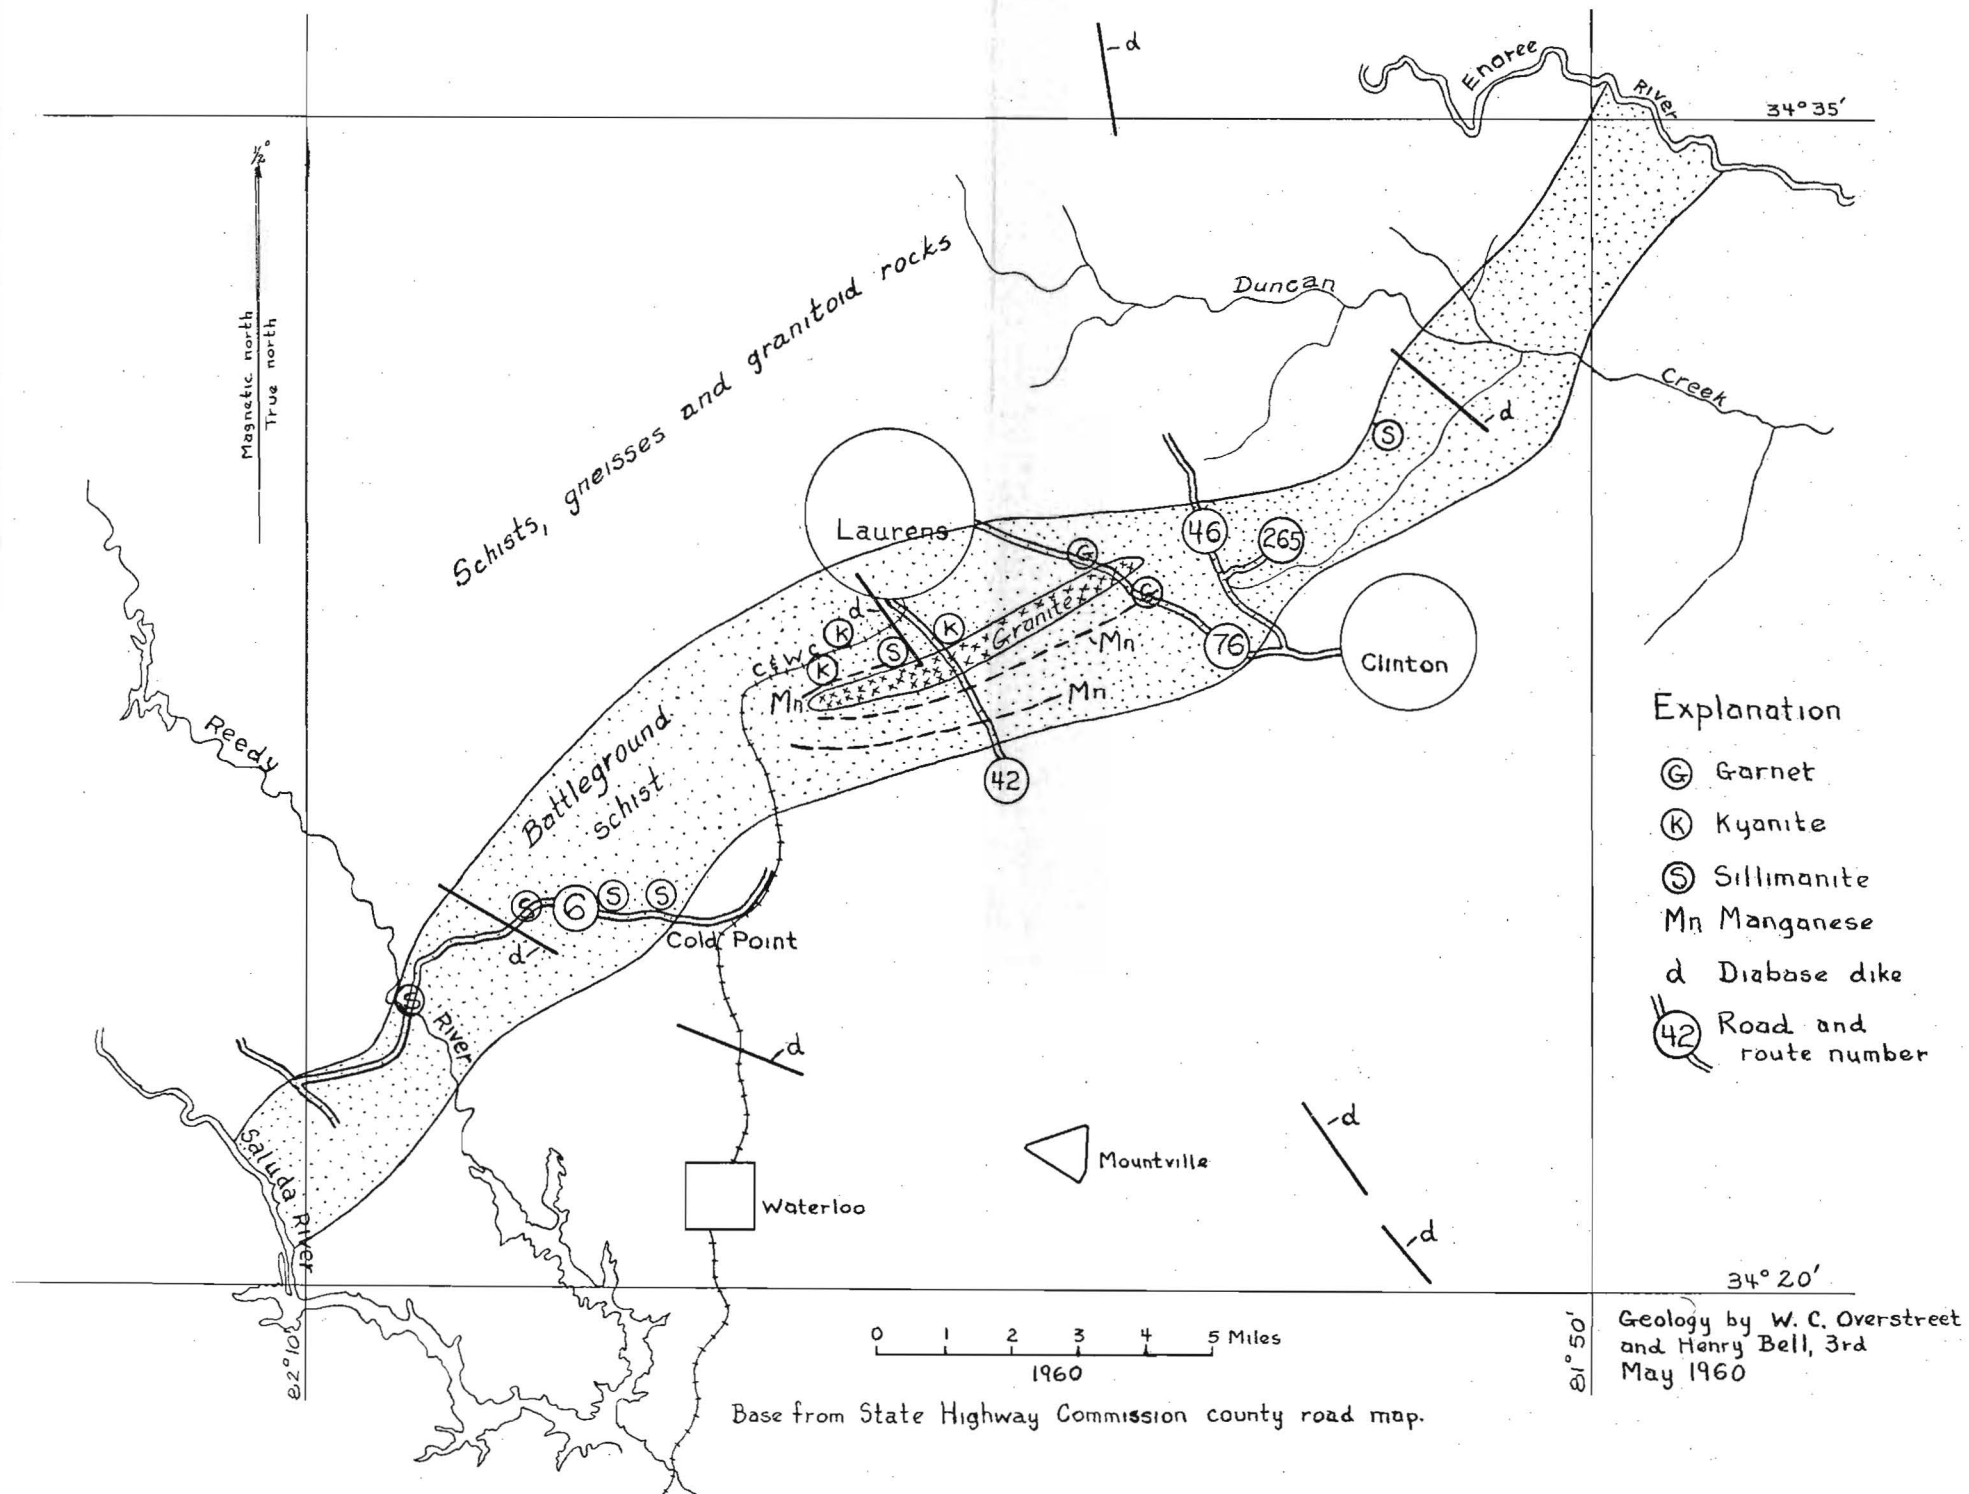 d
Enoree
River
34° 35'
½°
Magnetic north
True north
Schists, gneisses and granitoid rocks
Duncan
Creek
d
S
Laurens
46
265
G
G
d
K
K
S
K
C & W C
Granite
Mn
Mn
Mn
76
Clinton
42
Reedy
River
Battleground
schist
S
6
S
S
d
Cold Point
S
d
Saluda River
Waterloo
Mountville
d
d
Explanation
G Garnet
K Kyanite
S Sillimanite
Mn Manganese
d Diabase dike
42 Road and
route number
34° 20'
82° 10'
81° 50'
0 1 2 3 4 5 Miles
1960
Base from State Highway Commission county road map.
Geology by W. C. Overstreet
and Henry Bell, 3rd
May 1960